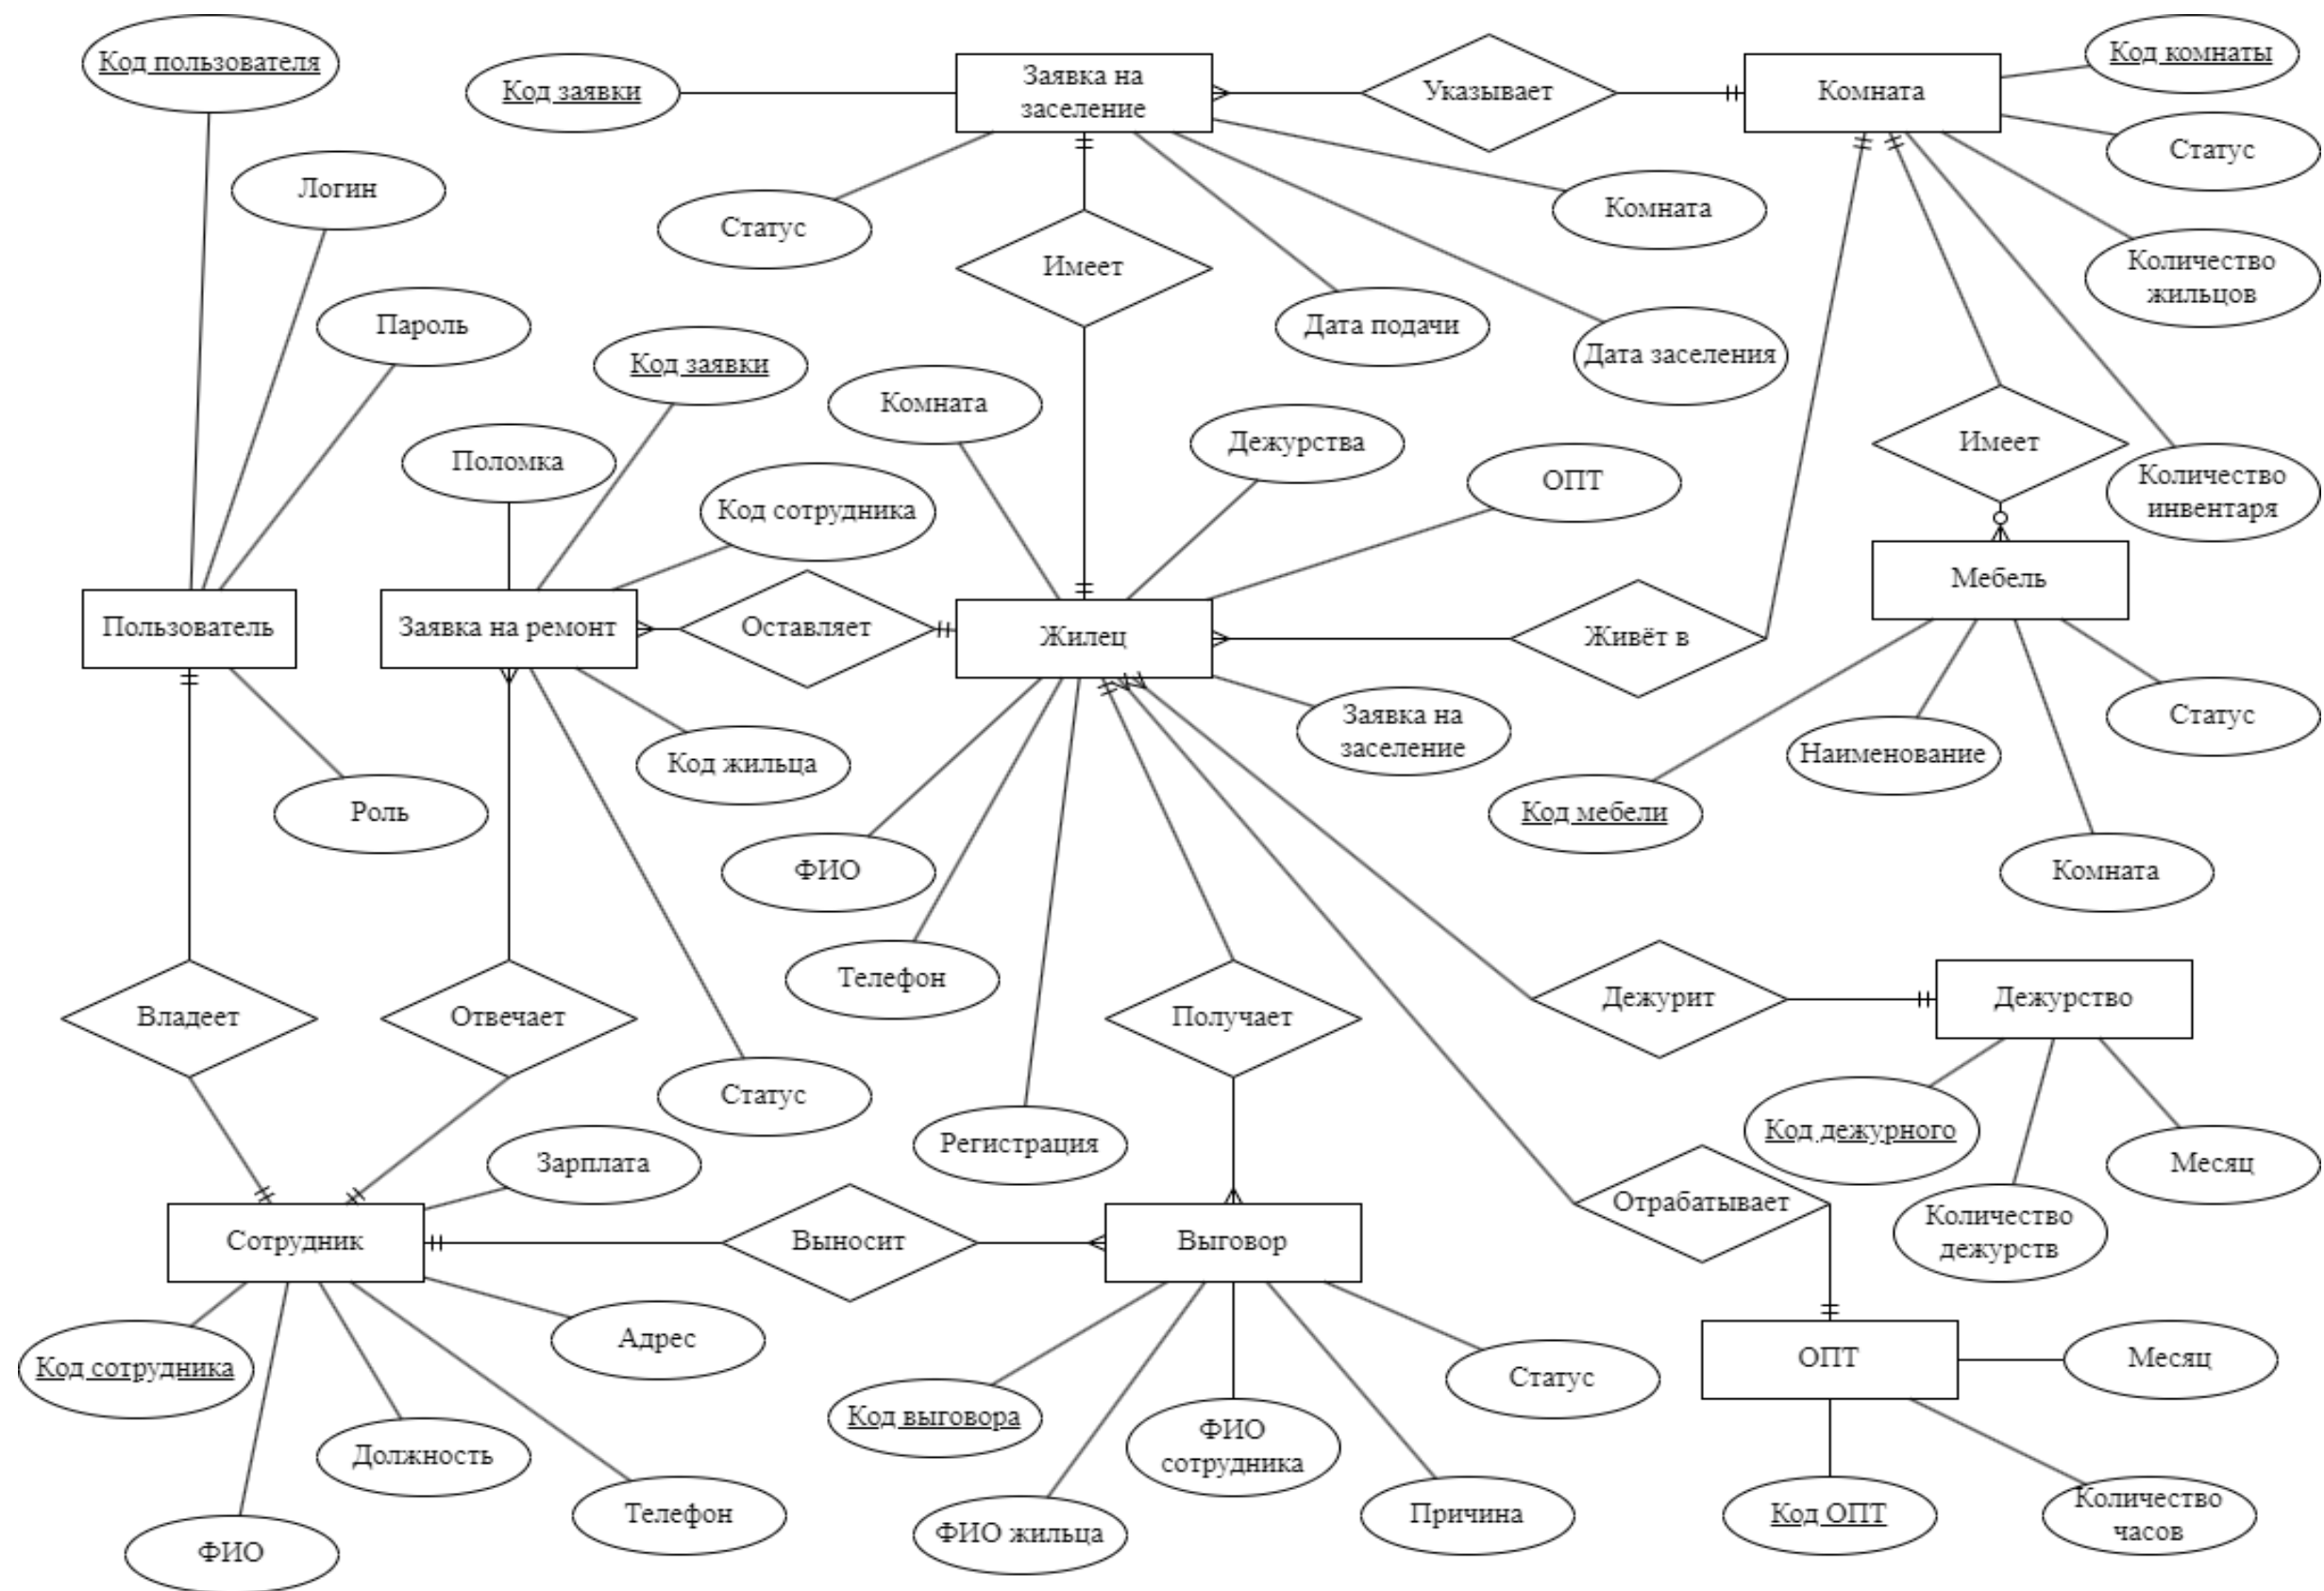 Код пользователя
Код заявки
Заявка на
заселение
Указывает
Комната
Код комнаты
Статус
Логин
Статус
Имеет
Комната
Количество
жильцов
Пароль
Дата подачи
Дата заселения
Код заявки
Комната
Дежурства
Имеет
Поломка
ОПТ
Количество
инвентаря
Код сотрудника
Мебель
Пользователь
Заявка на ремонт
Оставляет
Жилец
Живёт в
Заявка на
заселение
Статус
Код жильца
Наименование
Роль
Код мебели
ФИО
Комната
Телефон
Дежурит
Дежурство
Владеет
Отвечает
Получает
Статус
Код дежурного
Регистрация
Зарплата
Месяц
Отрабатывает
Количество
дежурств
Сотрудник
Выносит
Выговор
Адрес
ОПТ
Месяц
Код сотрудника
Статус
Код выговора
ФИО
сотрудника
Должность
Телефон
ФИО жильца
Причина
Код ОПТ
Количество
часов
ФИО